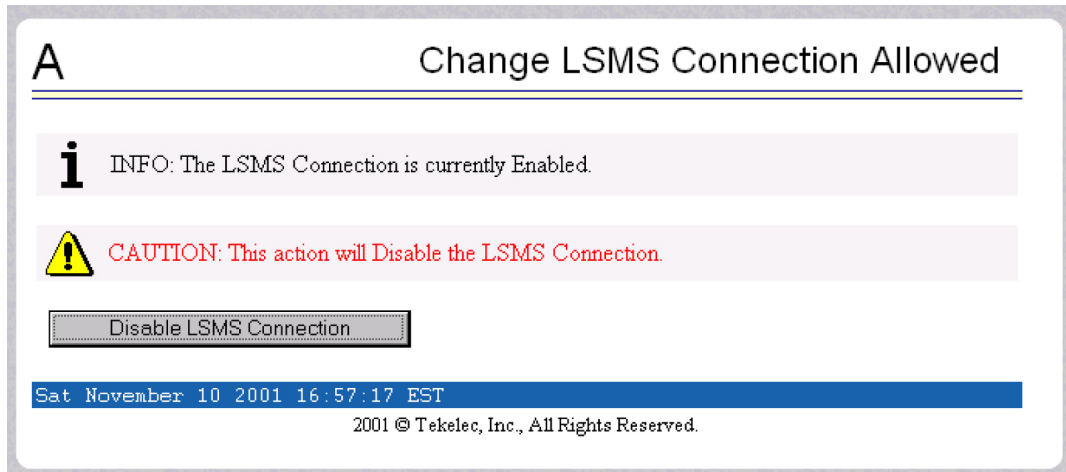 A
Change LSMS Connection Allowed
i
INFO: The LSMS Connection is currently Enabled.
!
CAUTION: This action will Disable the LSMS Connection.
Disable LSMS Connection
Sat November 10 2001 16:57:17 EST
2001 © Tekelec, Inc., All Rights Reserved.